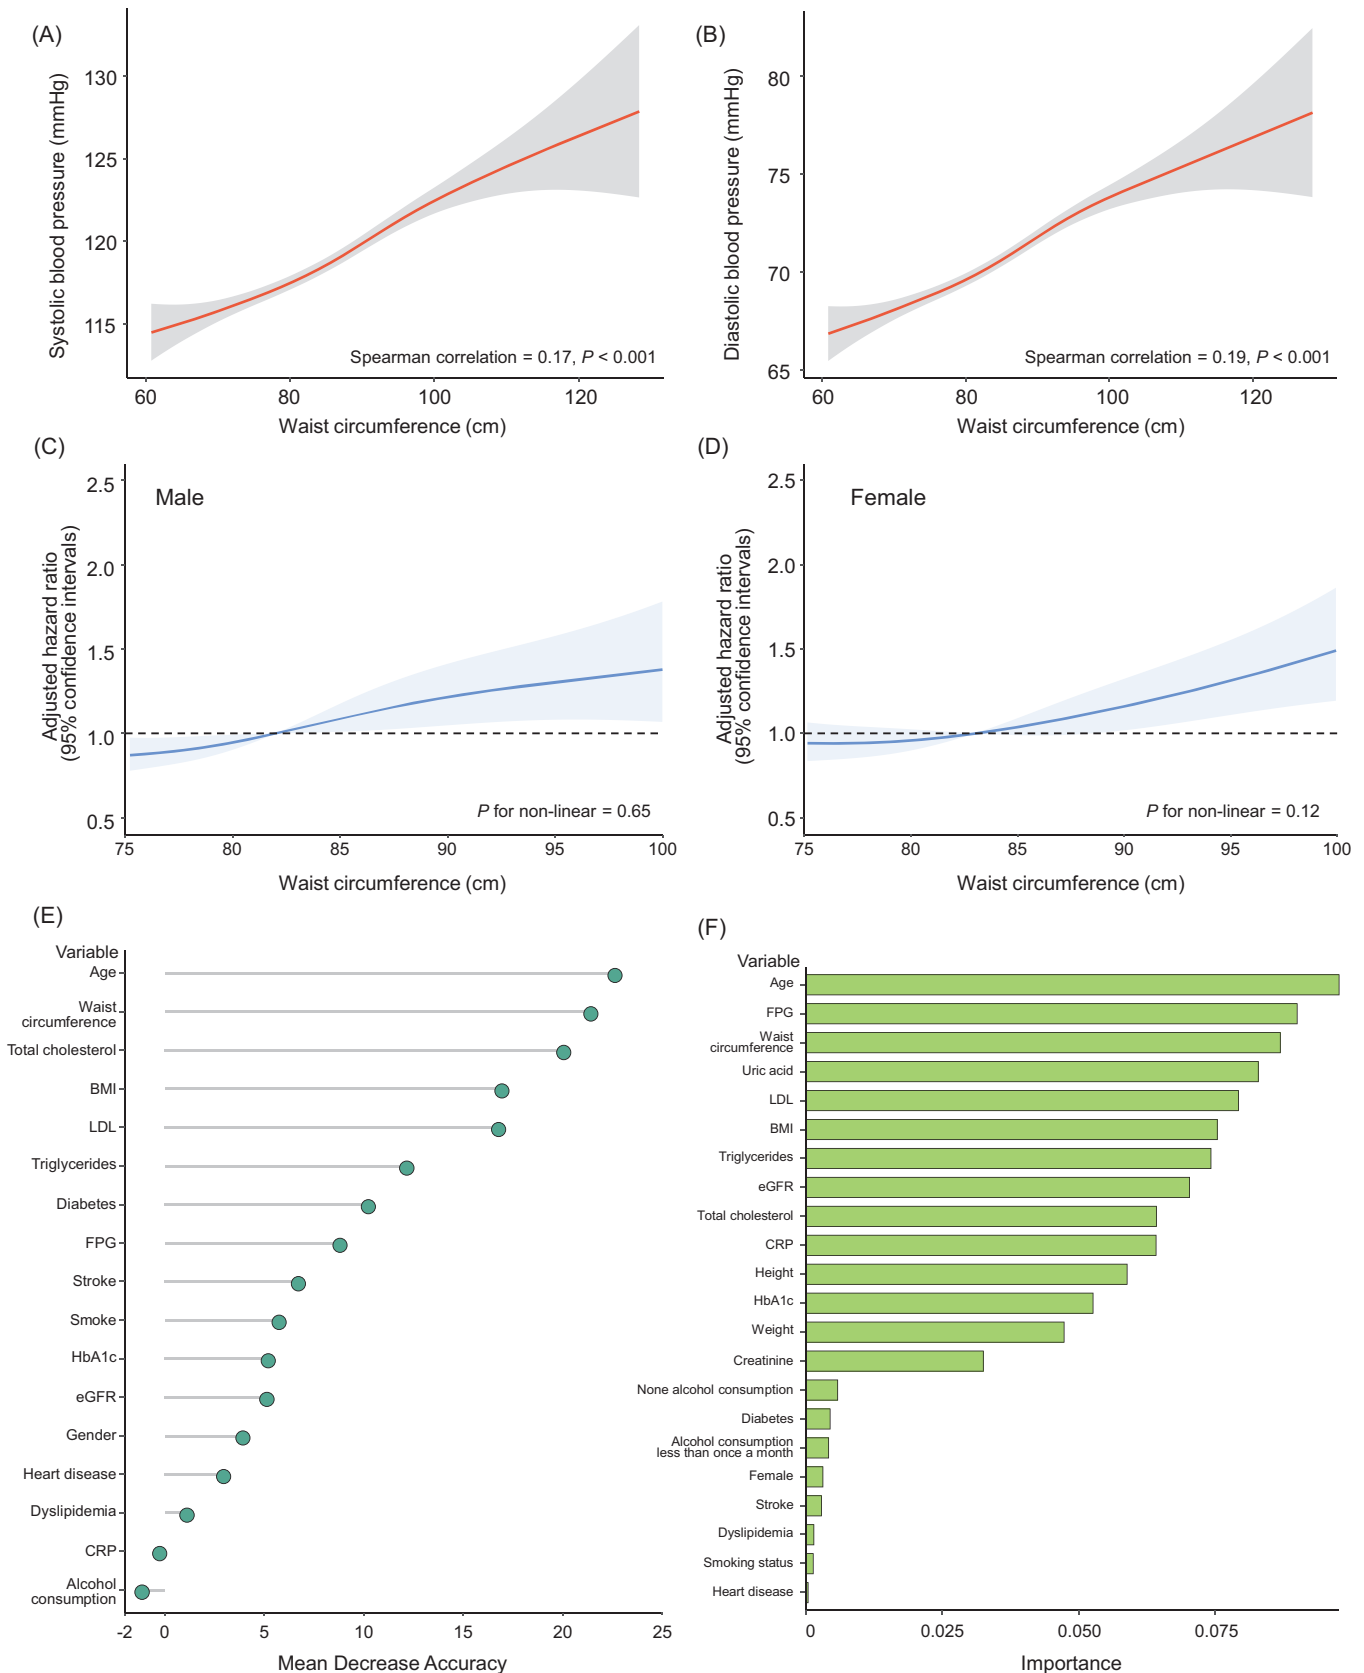 (A)
Systolic blood pressure (mmHg)
130
125
120
115
Spearman correlation = 0.17, P < 0.001
60
80
100
120
Waist circumference (cm)
(B)
Diastolic blood pressure (mmHg)
80
75
70
65
Spearman correlation = 0.19, P < 0.001
60
80
100
120
Waist circumference (cm)
(C)
Adjusted hazard ratio
(95% confidence intervals)
2.5
2.0
1.5
1.0
0.5
Male
P for non-linear = 0.65
75
80
85
90
95
100
Waist circumference (cm)
(D)
Adjusted hazard ratio
(95% confidence intervals)
2.5
2.0
1.5
1.0
0.5
Female
P for non-linear = 0.12
75
80
85
90
95
100
Waist circumference (cm)
(E)
Variable
Age
Waist
circumference
Total cholesterol
BMI
LDL
Triglycerides
Diabetes
FPG
Stroke
Smoke
HbA1c
eGFR
Gender
Heart disease
Dyslipidemia
CRP
Alcohol
consumption
-2
0
5
10
15
20
25
Mean Decrease Accuracy
(F)
Variable
Age
FPG
Waist
circumference
Uric acid
LDL
BMI
Triglycerides
eGFR
Total cholesterol
CRP
Height
HbA1c
Weight
Creatinine
None alcohol consumption
Diabetes
Alcohol consumption
less than once a month
Female
Stroke
Dyslipidemia
Smoking status
Heart disease
0
0.025
0.050
0.075
Importance